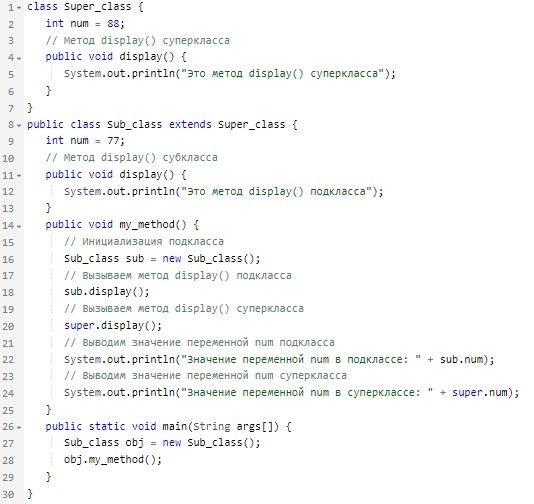 1 class Super_class {
2 int num = 88;
3 // Метод display() суперкласса
4 public void display() {
5 System.out.println("Это метод display() суперкласса");
6 }
7 }
8 public class Sub_class extends Super_class {
9 int num = 77;
10 // Метод display() субкласса
11 public void display() {
12 System.out.println("Это метод display() подкласса");
13 }
14 public void my_method() {
15 // Инициализация подкласса
16 Sub_class sub = new Sub_class();
17 // Вызываем метод display() подкласса
18 sub.display();
19 // Вызываем метод display() суперкласса
20 super.display();
21 // Выводим значение переменной num подкласса
22 System.out.println("Значение переменной num в подклассе: " + sub.num);
23 // Выводим значение переменной num суперкласса
24 System.out.println("Значение переменной num в суперклассе: " + super.num);
25 }
26 public static void main(String args[]) {
27 Sub_class obj = new Sub_class();
28 obj.my_method();
29 }
30 }